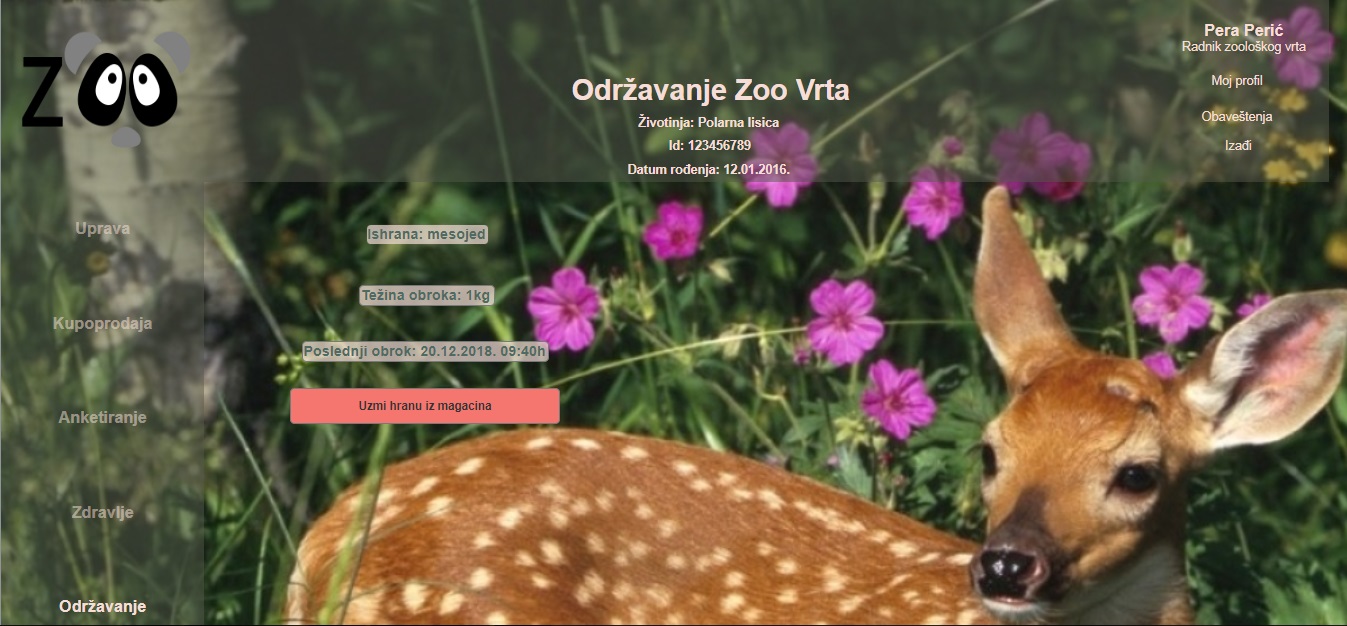 ZOO
Pera Perić
Radnik zoološkog vrta
Moj profil
Obaveštenja
Izađi
Održavanje Zoo Vrta
Životinja: Polarna lisica
Id: 123456789
Datum rođenja: 12.01.2016.
Uprava
Kupoprodaja
Anketiranje
Zdravlje
Održavanje
Ishrana: mesojed
Težina obroka: 1kg
Poslednji obrok: 20.12.2018. 09:40h
Uzmi hranu iz magacina